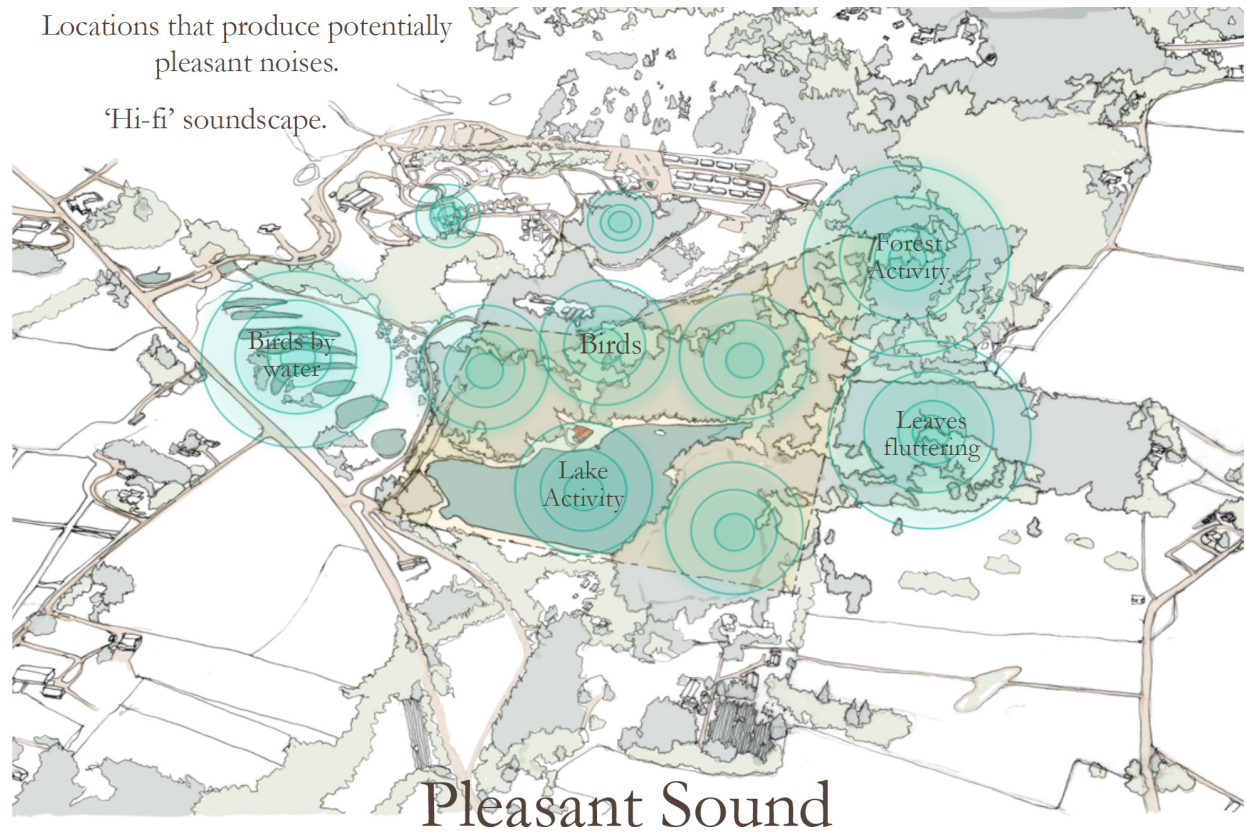 Locations that produce potentially
pleasant noises.
‘Hi-fi’ soundscape.
Forest
Activity
Birds by
water
Birds
Leaves
fluttering
Lake
Activity
Pleasant Sound